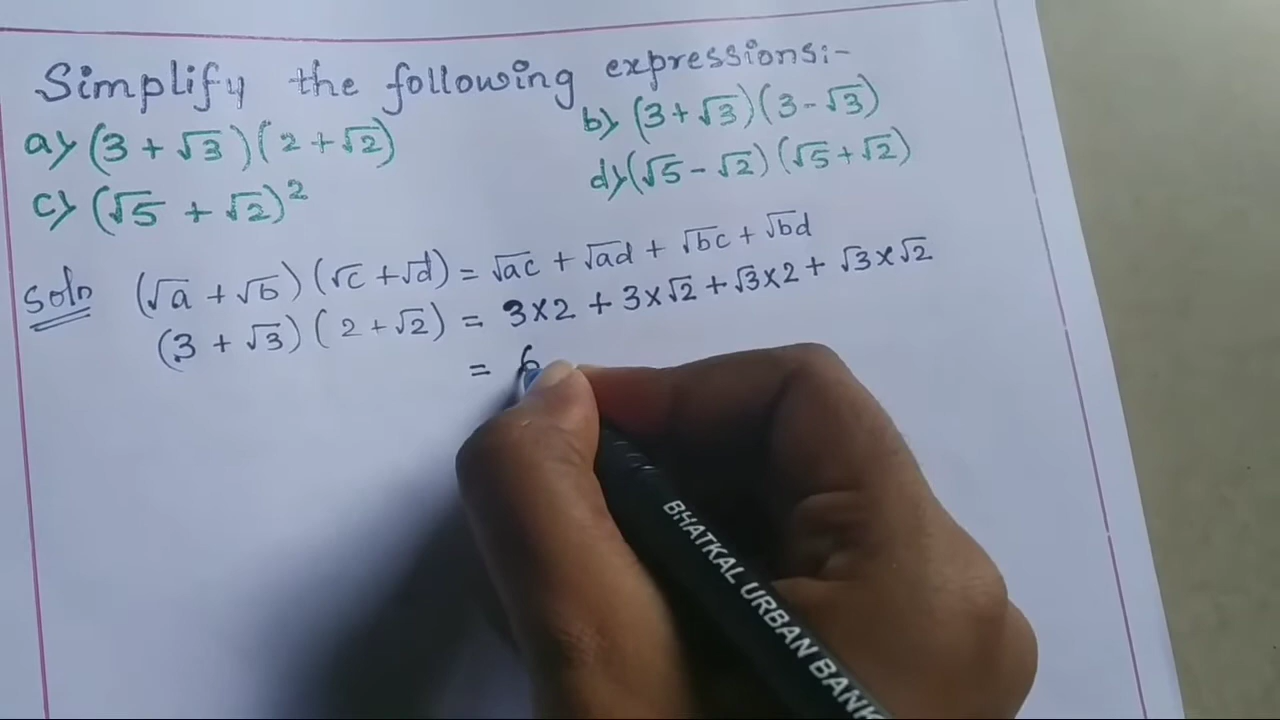 Simplify the following expressions:-
a) (3 + √3)(2 + √2) b) (3 + √3)(3 - √3)
c) (√5 + √2)² d) (√5 - √2)(√5 + √2)
Soln (√a + √b)(√c + √d) = √ac + √ad + √bc + √bd
(3 + √3)(2 + √2) = 3×2 + 3×√2 + √3×2 + √3×√2
= 6
BHATKAL URBAN BANK